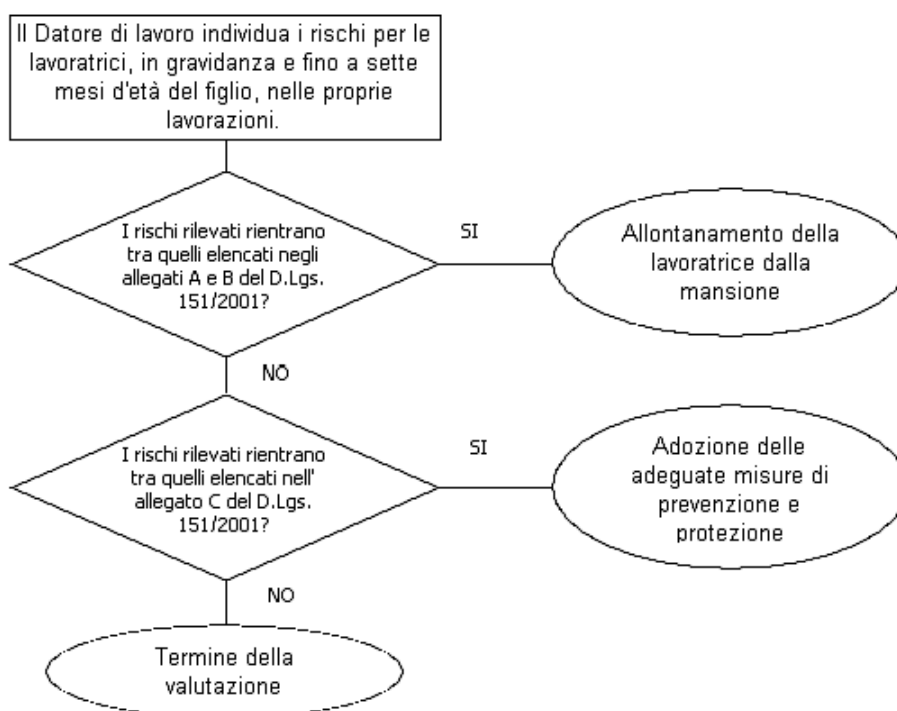 Il Datore di lavoro individua i rischi per le
lavoratrici, in gravidanza e fino a sette
mesi d'età del figlio, nelle proprie
lavorazioni.
I rischi rilevati rientrano
tra quelli elencati negli
allegati A e B del D.Lgs.
151/2001?
SI
Allontanamento della
lavoratrice dalla
mansione
NO
I rischi rilevati rientrano
tra quelli elencati nell'
allegato C del D.Lgs.
151/2001?
SI
Adozione delle
adeguate misure di
prevenzione e
protezione
NO
Termine della
valutazione